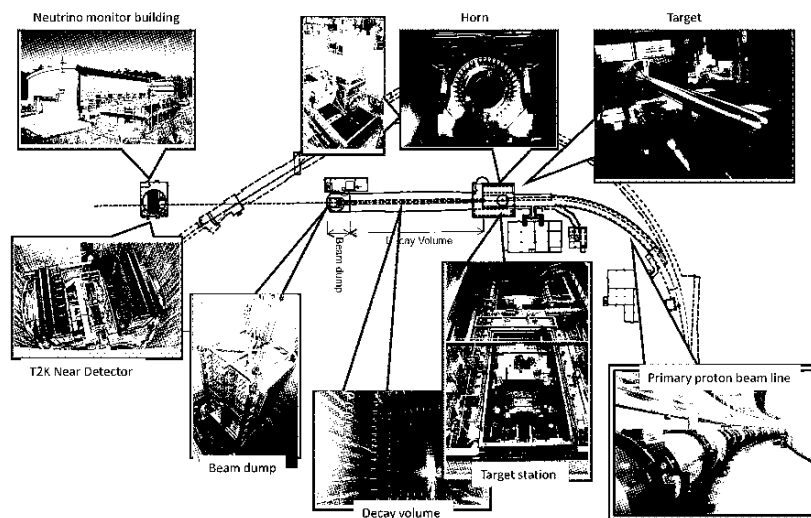 Neutrino monitor building
Horn
Target
Beam dump
Decay Volume
T2K Near Detector
Primary proton beam line
Beam dump
Target station
Decay volume